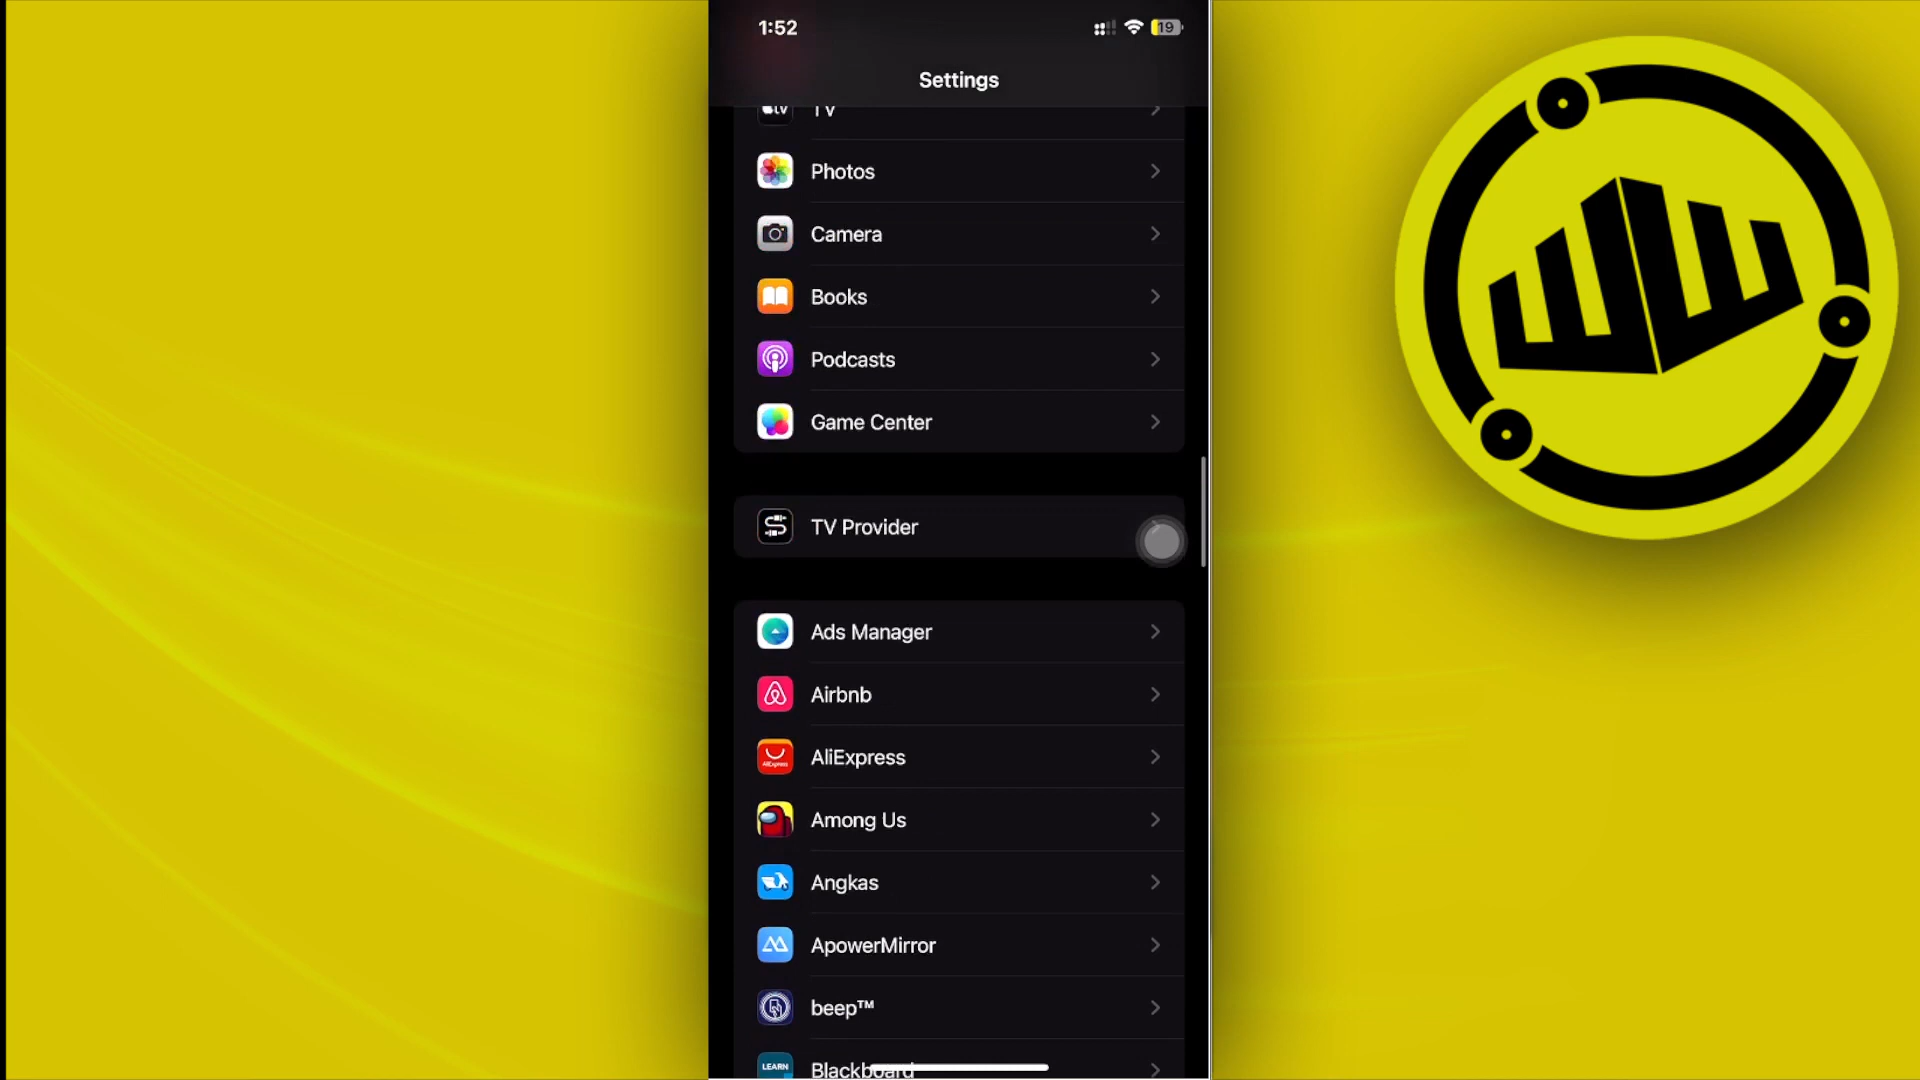 1:52
19
Settings
TV
Photos
Camera
Books
Podcasts
Game Center
TV Provider
Ads Manager
Airbnb
AliExpress
Among Us
Angkas
ApowerMirror
beep™
LEARN
Blackboard